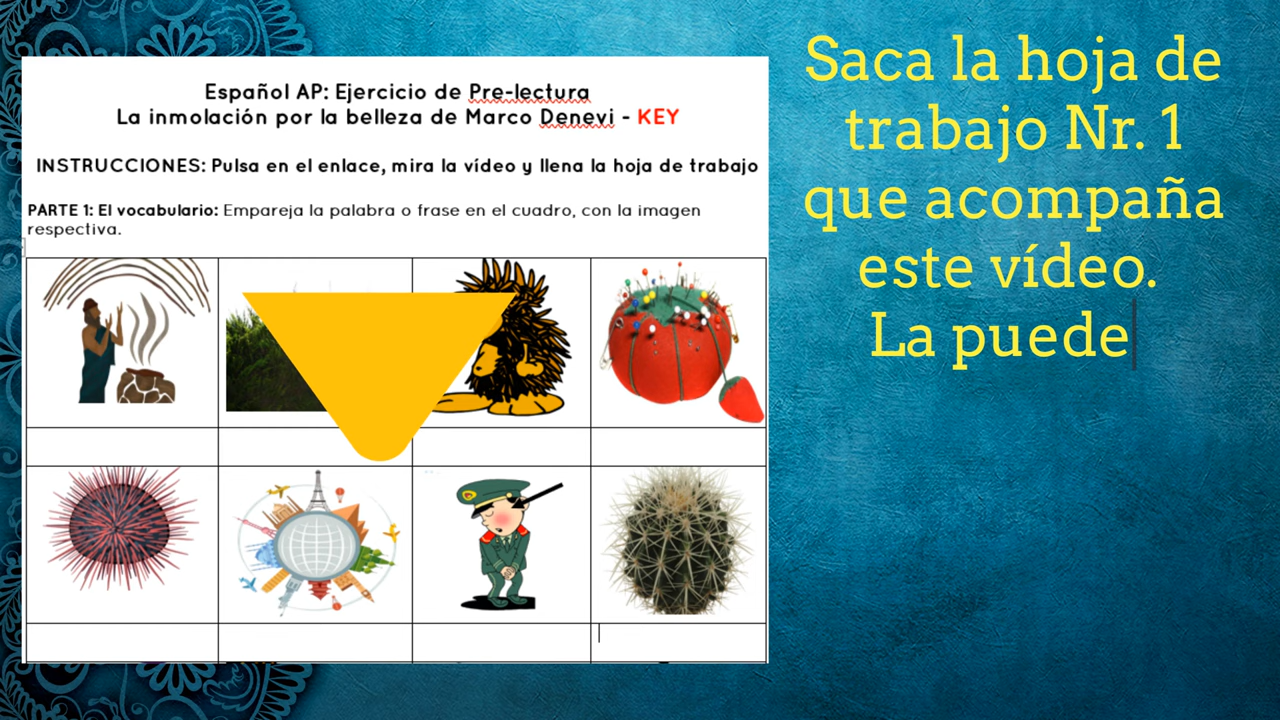 Español AP: Ejercicio de Pre-lectura
La inmolación por la belleza de Marco Denevi - KEY
INSTRUCCIONES: Pulsa en el enlace, mira la vídeo y llena la hoja de trabajo
PARTE 1: El vocabulario: Empareja la palabra o frase en el cuadro, con la imagen
respectiva.
Saca la hoja de
trabajo Nr. 1
que acompaña
este vídeo.
La puede